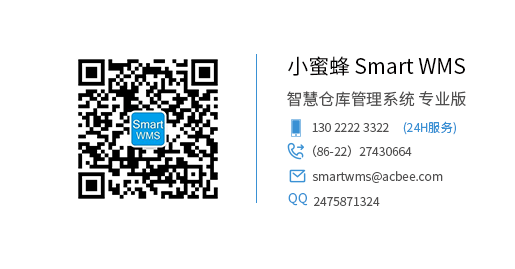 Smart
WMS
小蜜蜂 Smart WMS
智慧仓库管理系统 专业版
130 2222 3322 (24H服务)
(86-22）27430664
smartwms@acbee.com
QQ 2475871324